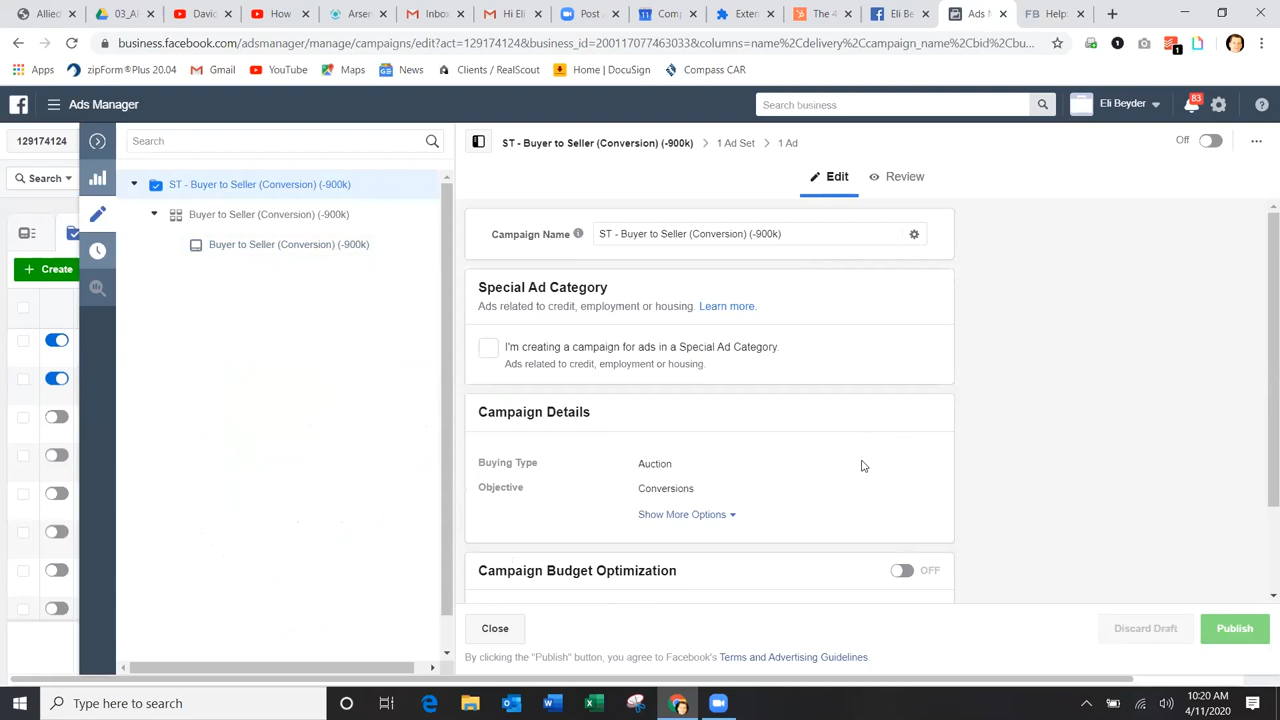 Allied
03_Al
David
How
Arsen
Inbox
Hi Eli
Post -
Comp
Exten
The 4
Eli Be
Ads M
Help
business.facebook.com/adsmanager/manage/campaigns/edit?act=129174124&business_id=200117077463033&columns=name%2Cdelivery%2Ccampaign_name%2Cbid%2Cbu...
Apps zipForm®Plus 20.04 Gmail YouTube Maps News Clients / RealScout Home | DocuSign Compass CAR
Ads Manager
Search business
Eli Beyder
83
129174124
Search
ST - Buyer to Seller (Conversion) (-900k) > 1 Ad Set > 1 Ad
Off
Search
ST - Buyer to Seller (Conversion) (-900k)
Buyer to Seller (Conversion) (-900k)
Buyer to Seller (Conversion) (-900k)
+ Create
Edit
Review
Campaign Name
ST - Buyer to Seller (Conversion) (-900k)
Special Ad Category
Ads related to credit, employment or housing. Learn more.
I'm creating a campaign for ads in a Special Ad Category.
Ads related to credit, employment or housing.
Campaign Details
Buying Type Auction
Objective Conversions
Show More Options
Campaign Budget Optimization OFF
Close
Discard Draft
Publish
By clicking the "Publish" button, you agree to Facebook's Terms and Advertising Guidelines.
Type here to search
10:20 AM
4/11/2020